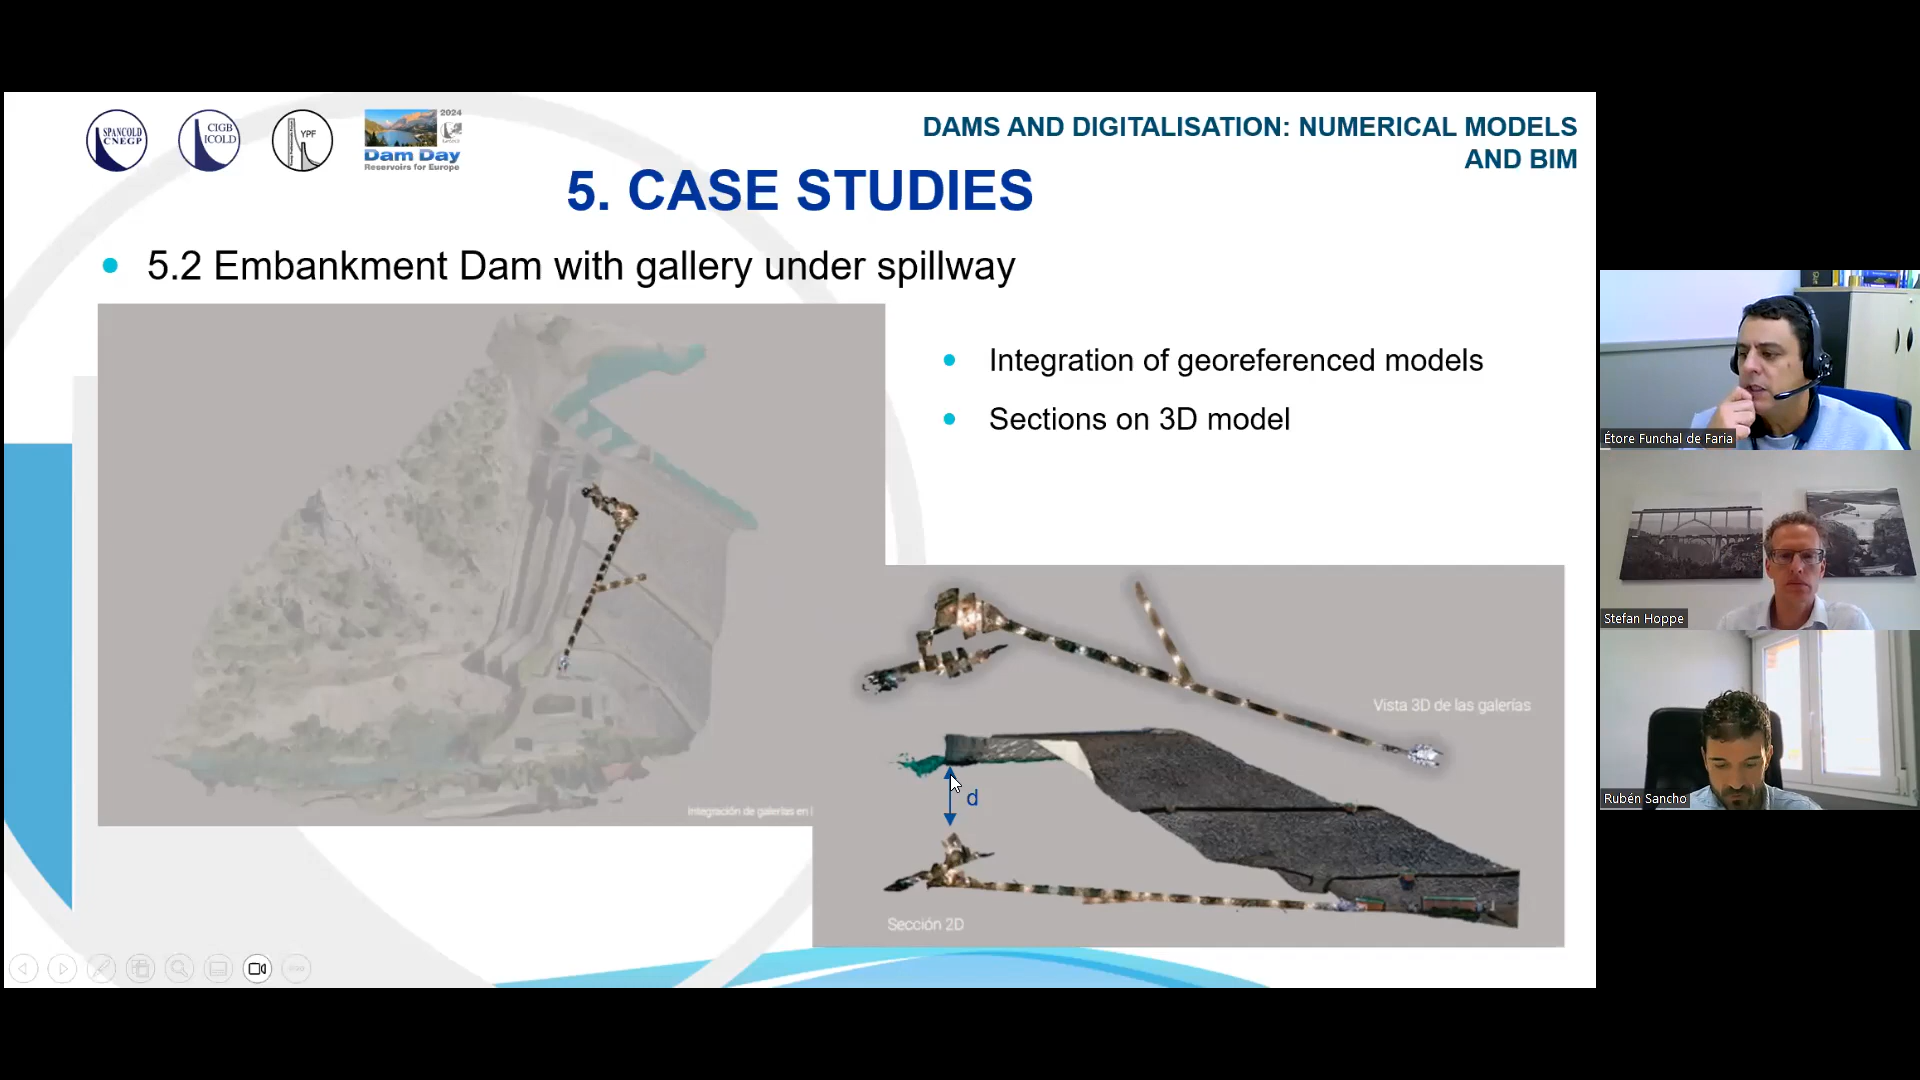 SPANCOLD
CNEGP
CIGB
ICOLD
YPF
2024
Dam Day
Reservoirs for Europe
DAMS AND DIGITALISATION: NUMERICAL MODELS
AND BIM
5. CASE STUDIES
5.2 Embankment Dam with gallery under spillway
Integration of georeferenced models
Sections on 3D model
Integración de galerías en
Vista 3D de las galerías
d
Sección 2D
Étore Funchal de Faria
Stefan Hoppe
Rubén Sancho